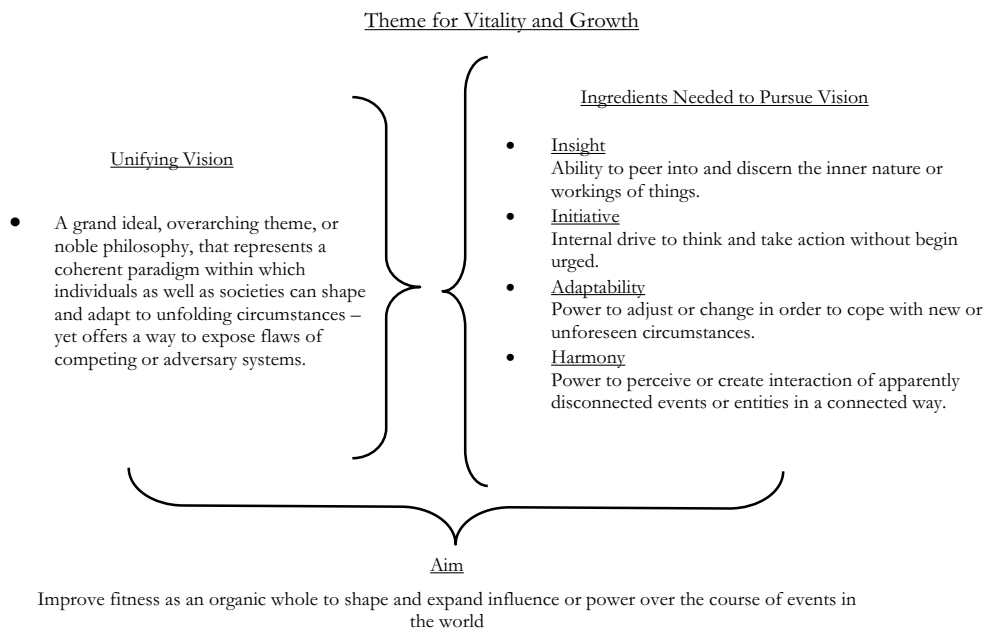 Theme for Vitality and Growth
Unifying Vision
• A grand ideal, overarching theme, or
noble philosophy, that represents a
coherent paradigm within which
individuals as well as societies can shape
and adapt to unfolding circumstances –
yet offers a way to expose flaws of
competing or adversary systems.
Ingredients Needed to Pursue Vision
• Insight
Ability to peer into and discern the inner nature or
workings of things.
• Initiative
Internal drive to think and take action without begin
urged.
• Adaptability
Power to adjust or change in order to cope with new or
unforeseen circumstances.
• Harmony
Power to perceive or create interaction of apparently
disconnected events or entities in a connected way.
Aim
Improve fitness as an organic whole to shape and expand influence or power over the course of events in
the world